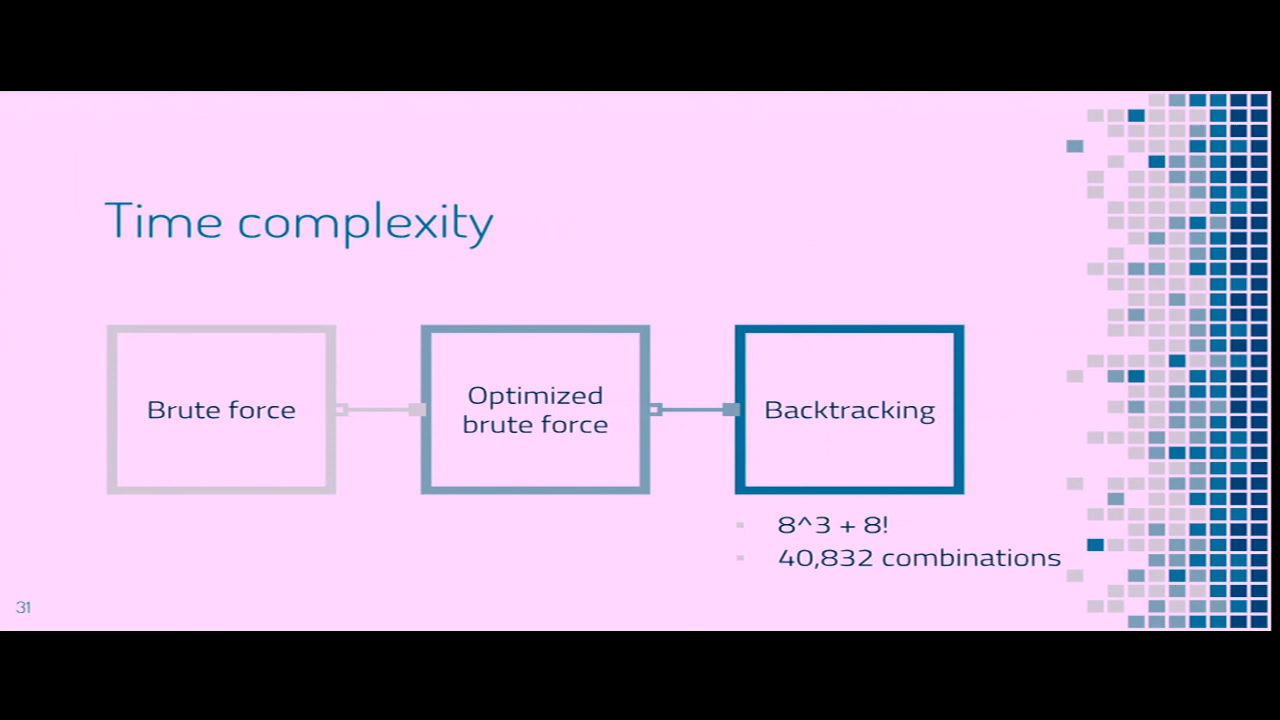 Time complexity
Brute force
Optimized
brute force
Backtracking
8^3 + 8!
40,832 combinations
31